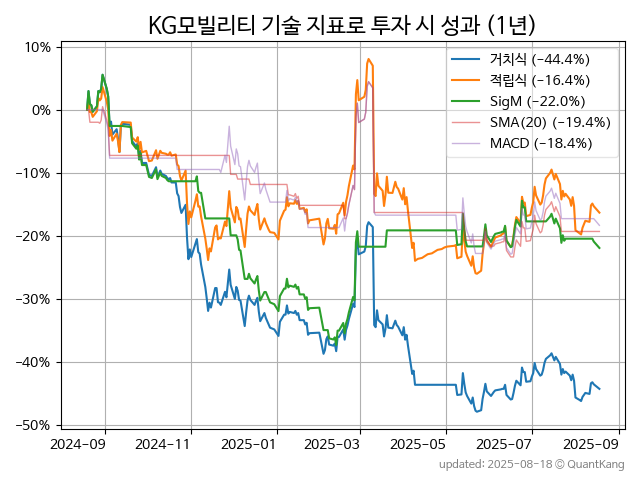 KG모빌리티 기술 지표로 투자 시 성과 (1년)
10%
0%
−10%
−20%
−30%
−40%
−50%
거치식 (−44.4%)
적립식 (−16.4%)
SigM (−22.0%)
SMA(20) (−19.4%)
MACD (−18.4%)
2024-09
2024-11
2025-01
2025-03
2025-05
2025-07
2025-09
updated: 2025-08-18 © QuantKang